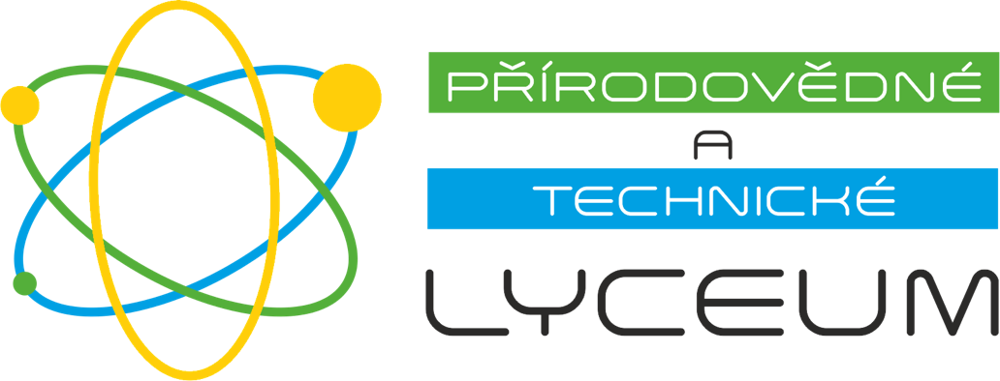 PŘÍRODOVĚDNÉ
A
TECHNICKÉ
LYCEUM